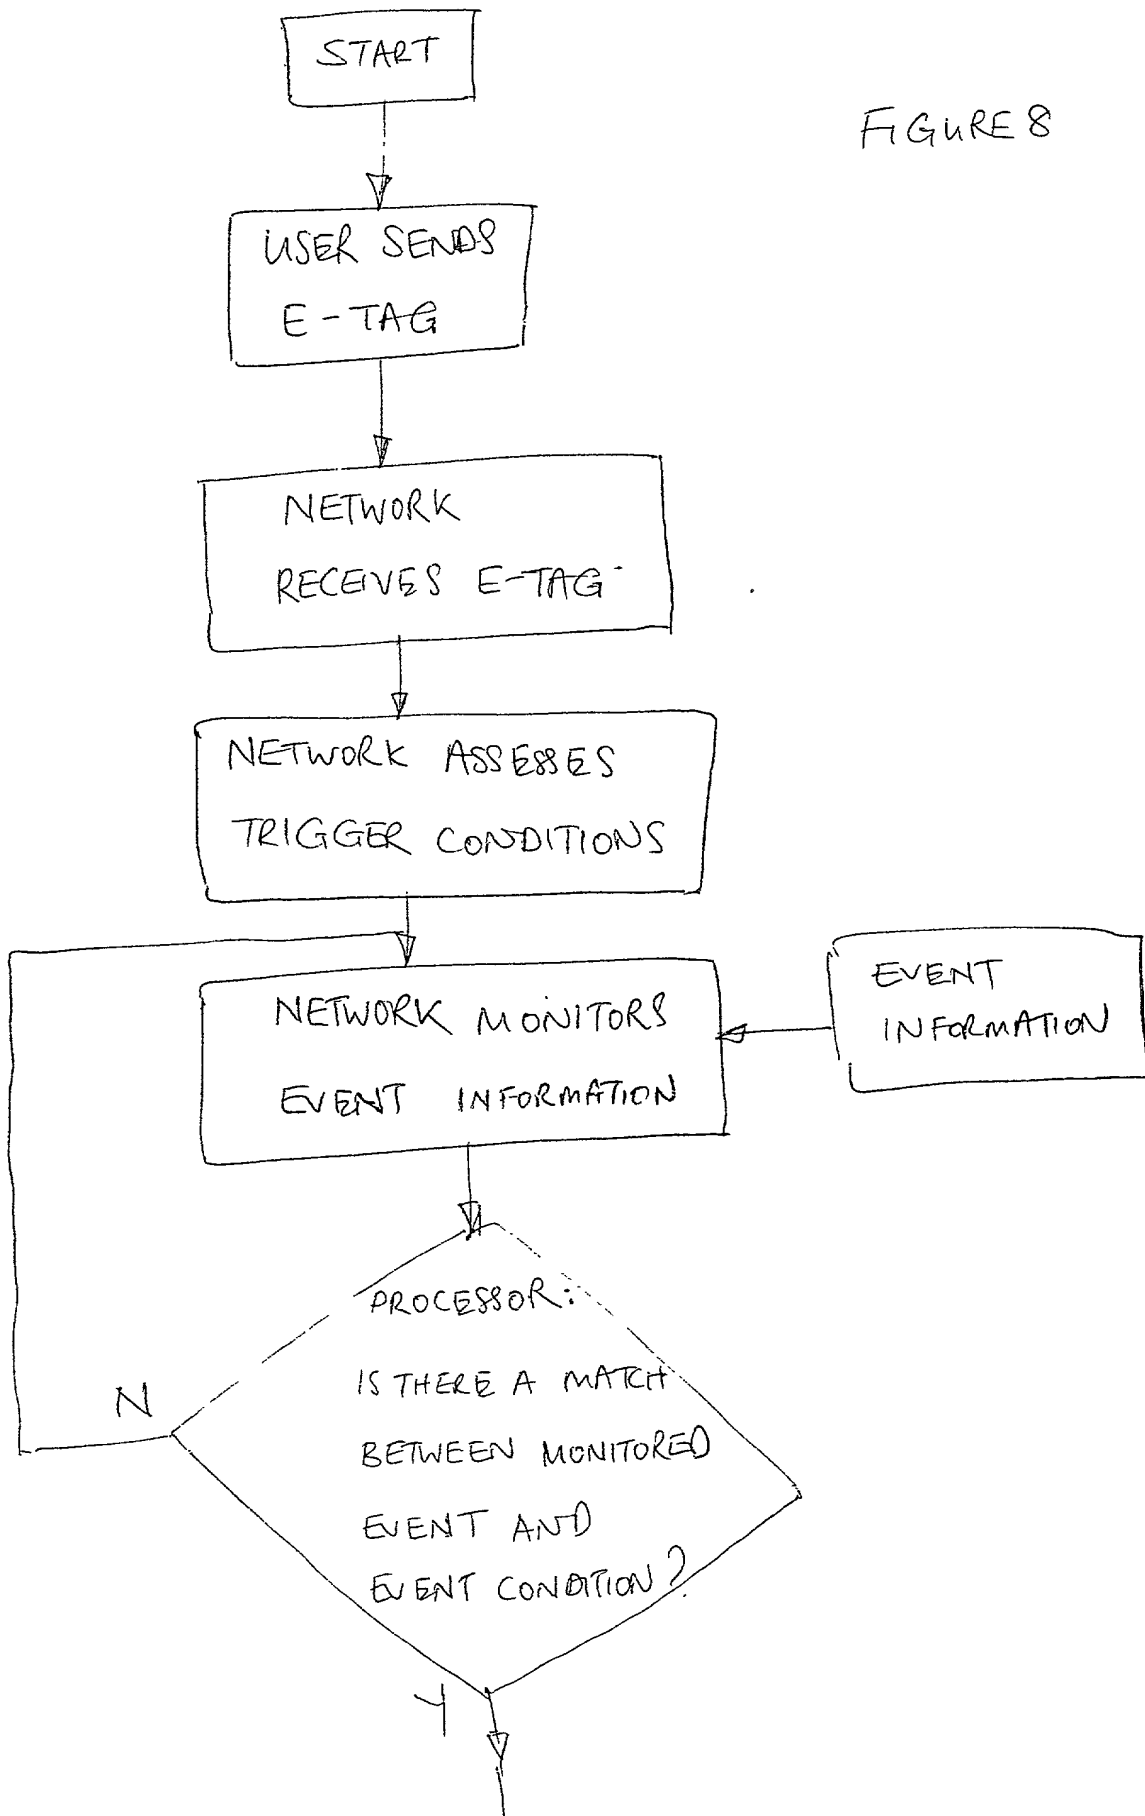 START
FIGURE 8
USER SENDS
E-TAG
NETWORK
RECEIVES E-TAG
NETWORK ASSESSES
TRIGGER CONDITIONS
NETWORK MONITORS
EVENT INFORMATION
EVENT
INFORMATION
PROCESSOR:
IS THERE A MATCH
BETWEEN MONITORED
EVENT AND
EVENT CONDITION?
N
Y